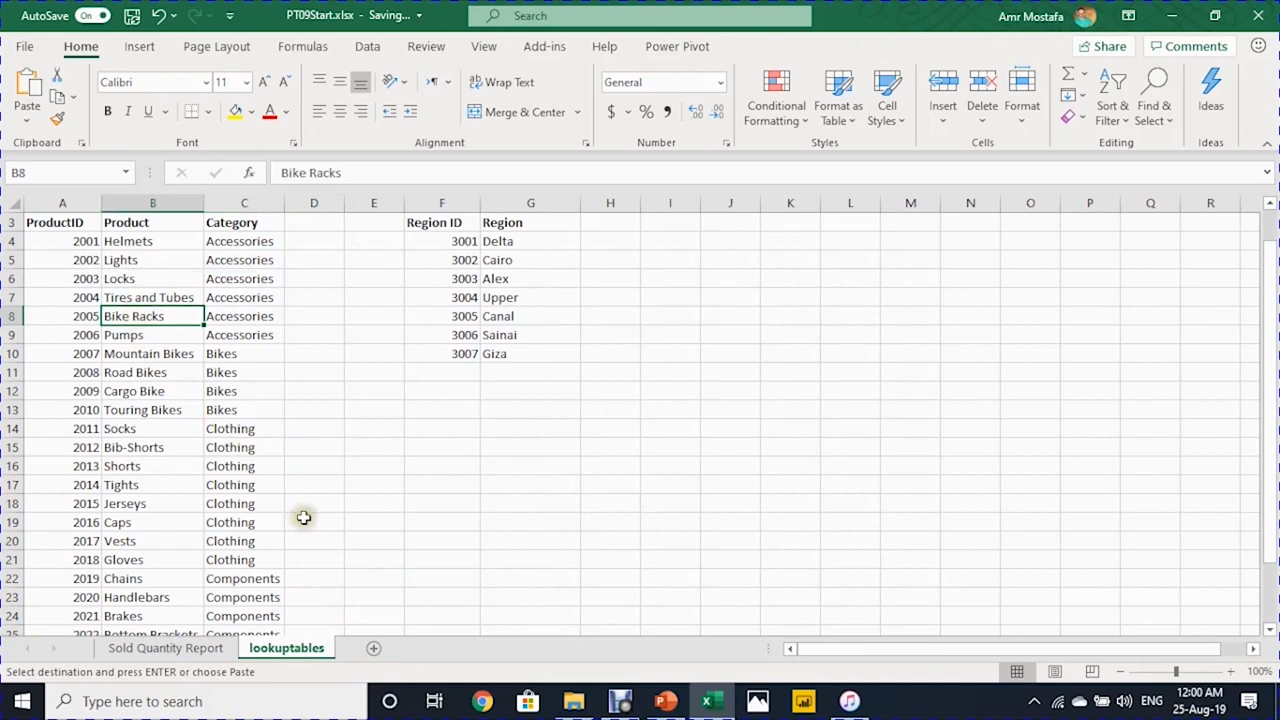 AutoSave On PT09Start.xlsx - Saving... Search Amr Mostafa
File Home Insert Page Layout Formulas Data Review View Add-ins Help Power Pivot Share Comments
Paste
Calibri 11
B I U A
Wrap Text
Merge & Center
General
$ %
Conditional Formatting
Format as Table
Cell Styles
Insert
Delete
Format
Sort & Filter
Find & Select
Ideas
Clipboard Font Alignment Number Styles Cells Editing Ideas
B8 fx Bike Racks
A B C D E F G H I J K L M N O P Q R
3 ProductID Product Category Region ID Region
4 2001 Helmets Accessories 3001 Delta
5 2002 Lights Accessories 3002 Cairo
6 2003 Locks Accessories 3003 Alex
7 2004 Tires and Tubes Accessories 3004 Upper
8 2005 Bike Racks Accessories 3005 Canal
9 2006 Pumps Accessories 3006 Sainai
10 2007 Mountain Bikes Bikes 3007 Giza
11 2008 Road Bikes Bikes
12 2009 Cargo Bike Bikes
13 2010 Touring Bikes Bikes
14 2011 Socks Clothing
15 2012 Bib-Shorts Clothing
16 2013 Shorts Clothing
17 2014 Tights Clothing
18 2015 Jerseys Clothing
19 2016 Caps Clothing
20 2017 Vests Clothing
21 2018 Gloves Clothing
22 2019 Chains Components
23 2020 Handlebars Components
24 2021 Brakes Components
25 2022 Bottom Brackets Components
Sold Quantity Report lookuptables
Select destination and press ENTER or choose Paste 100%
Type here to search ENG 12:00 AM
25-Aug-19